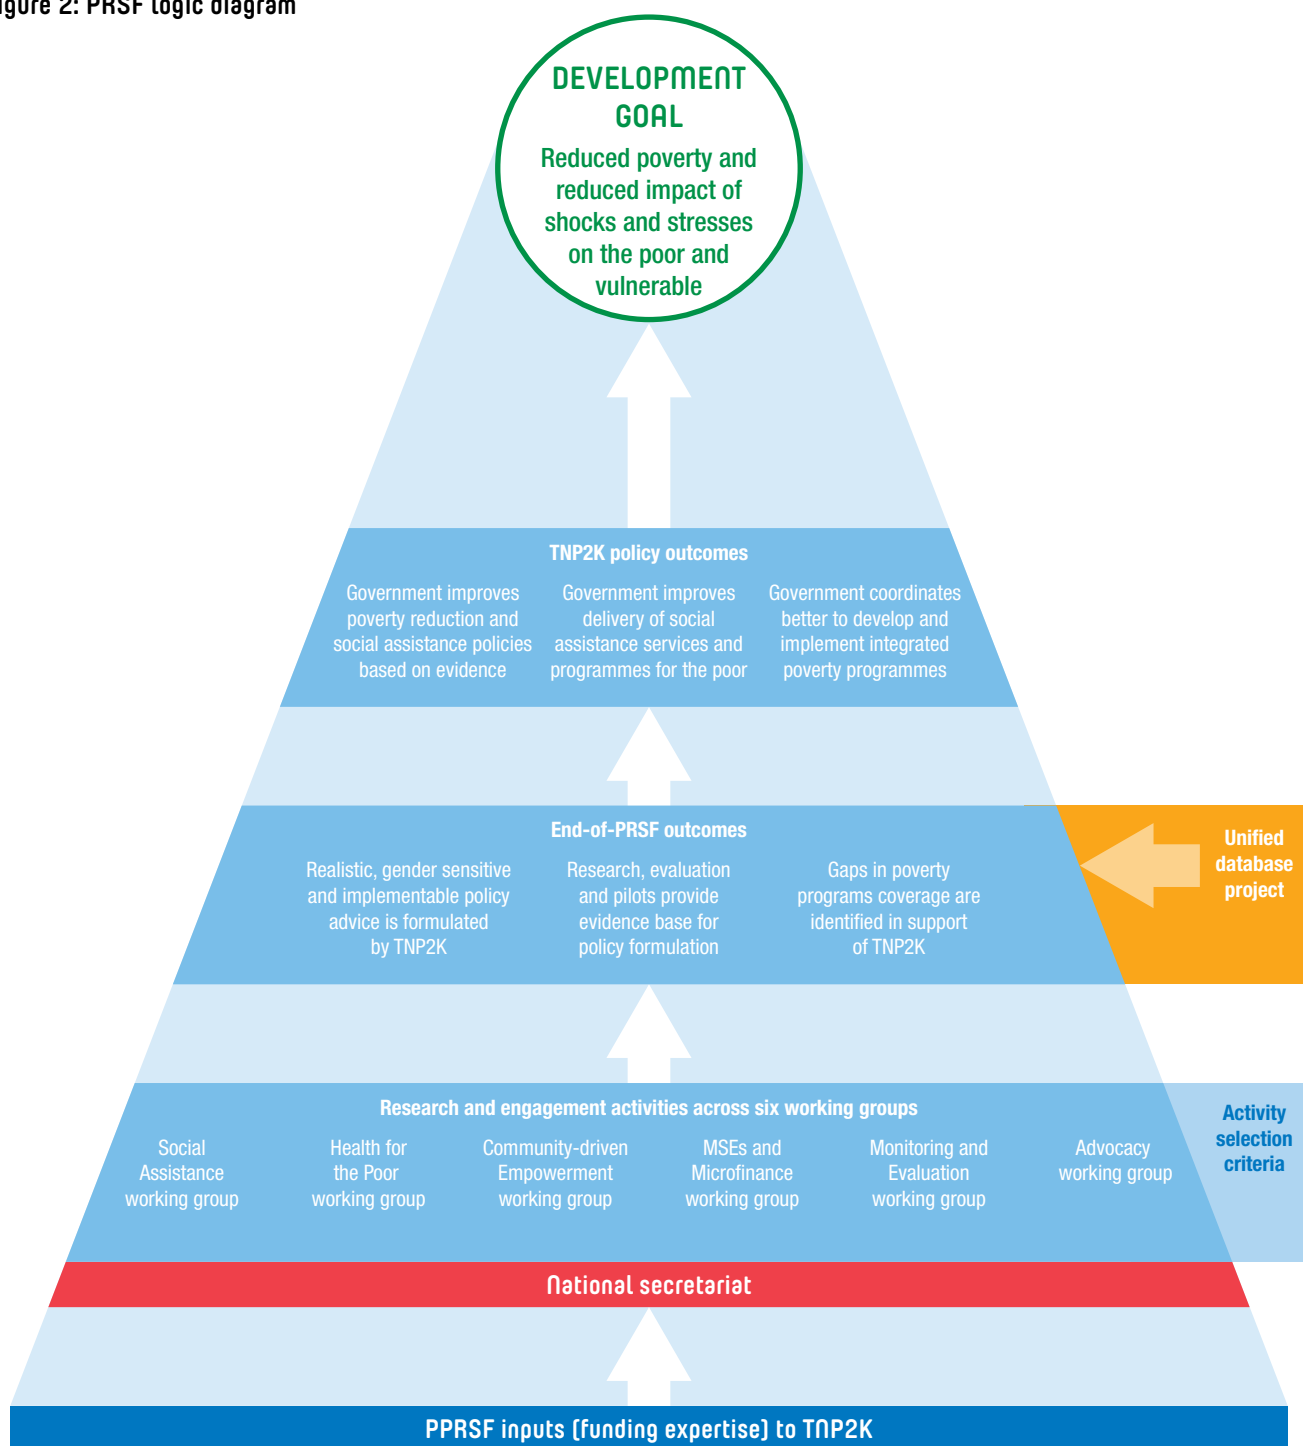 igure 2: PRSF logic diagram
DEVELOPMENT
GOAL
Reduced poverty and
reduced impact of
shocks and stresses
on the poor and
vulnerable
TNP2K policy outcomes
Government improves
poverty reduction and
social assistance policies
based on evidence
Government improves
delivery of social
assistance services and
programmes for the poor
Government coordinates
better to develop and
implement integrated
poverty programmes
End-of-PRSF outcomes
Realistic, gender sensitive
and implementable policy
advice is formulated
by TNP2K
Research, evaluation
and pilots provide
evidence base for
policy formulation
Gaps in poverty
programs coverage are
identified in support
of TNP2K
Unified
database
project
Research and engagement activities across six working groups
Social
Assistance
working group
Health for
the Poor
working group
Community-driven
Empowerment
working group
MSEs and
Microfinance
working group
Monitoring and
Evaluation
working group
Advocacy
working group
Activity
selection
criteria
National secretariat
PPRSF inputs (funding expertise) to TNP2K